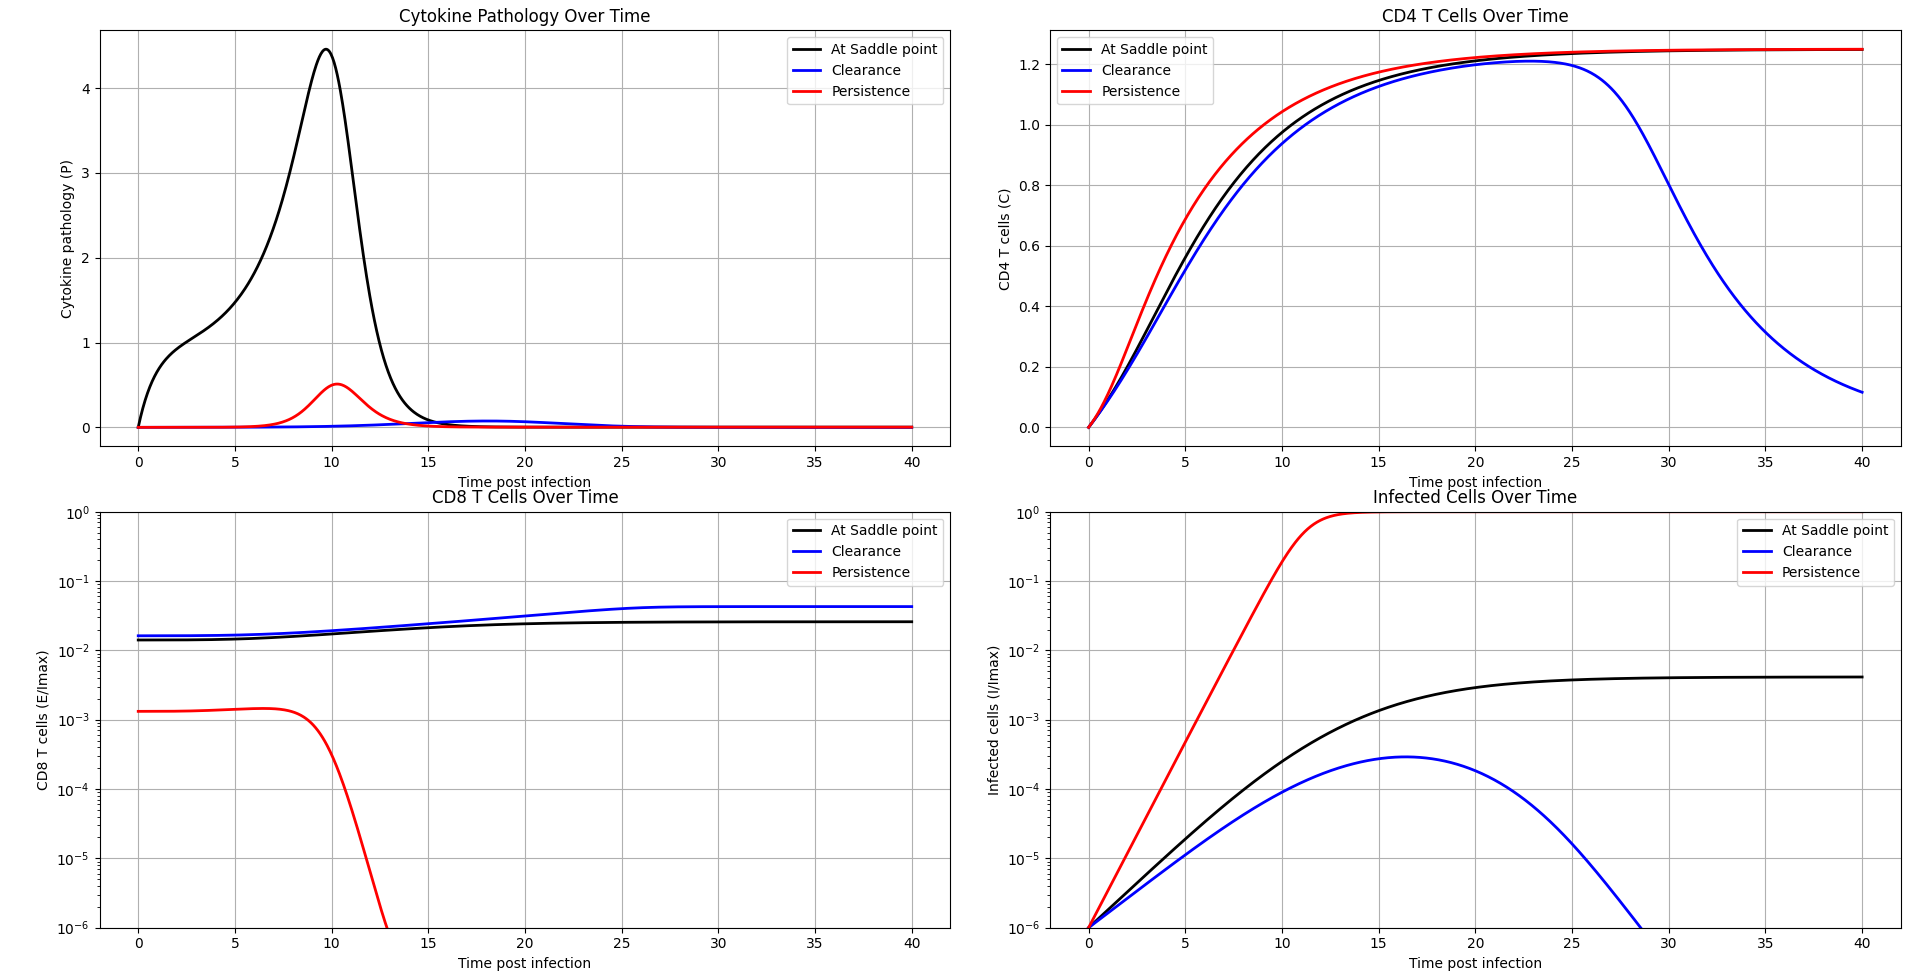 Cytokine Pathology Over Time
Cytokine pathology (P)
4
3
2
1
0
At Saddle point
Clearance
Persistence
0 5 10 15 20 25 30 35 40
Time post infection
CD4 T Cells Over Time
CD4 T cells (C)
1.2
1.0
0.8
0.6
0.4
0.2
0.0
At Saddle point
Clearance
Persistence
0 5 10 15 20 25 30 35 40
Time post infection
CD8 T Cells Over Time
CD8 T cells (E/Imax)
10⁰
10⁻¹
10⁻²
10⁻³
10⁻⁴
10⁻⁵
10⁻⁶
At Saddle point
Clearance
Persistence
0 5 10 15 20 25 30 35 40
Time post infection
Infected Cells Over Time
Infected cells (I/Imax)
10⁰
10⁻¹
10⁻²
10⁻³
10⁻⁴
10⁻⁵
10⁻⁶
At Saddle point
Clearance
Persistence
0 5 10 15 20 25 30 35 40
Time post infection